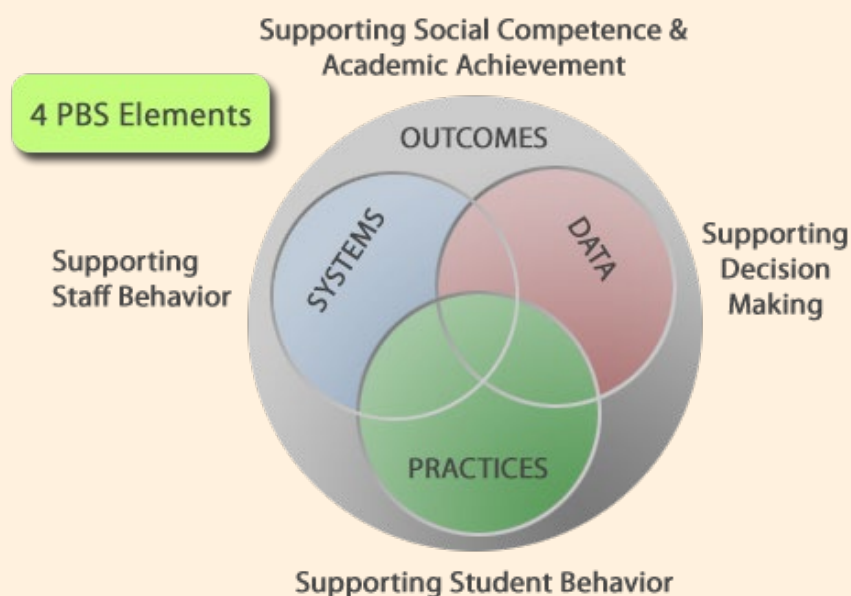 Supporting Social Competence &
Academic Achievement
4 PBS Elements
OUTCOMES
SYSTEMS
DATA
Supporting
Staff Behavior
Supporting
Decision
Making
PRACTICES
Supporting Student Behavior